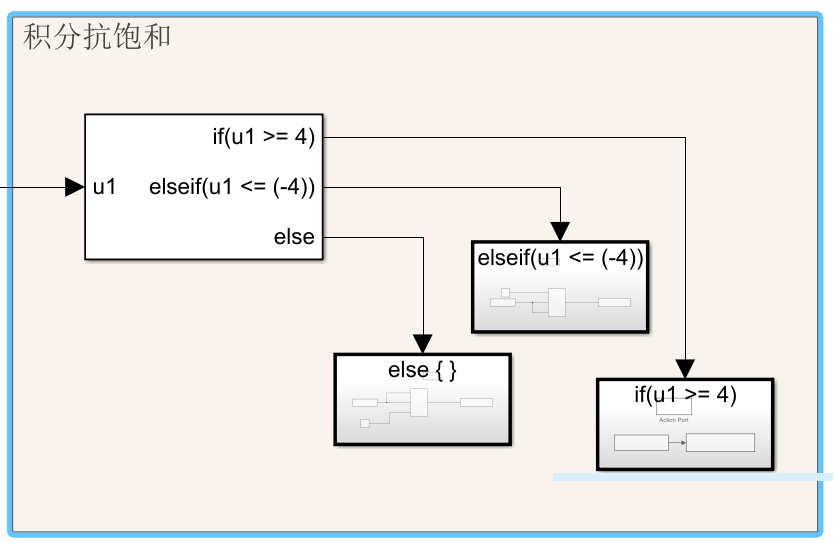 积分抗饱和
if(u1 >= 4)
u1
elseif(u1 <= (-4))
else
elseif(u1 <= (-4))
else { }
if(u1 >= 4)
Action Port